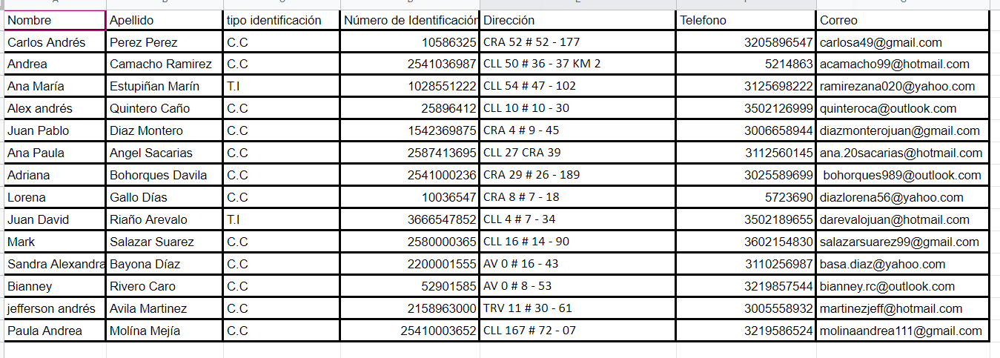 Nombre Apellido tipo identificación Número de Identificación Dirección Telefono Correo
Carlos Andrés Perez Perez C.C 10586325 CRA 52 # 52 - 177 3205896547 carlosa49@gmail.com
Andrea Camacho Ramirez C.C 2541036987 CLL 50 # 36 - 37 KM 2 5214863 acamacho99@hotmail.com
Ana María Estupiñan Marín T.I 1028551222 CLL 54 # 47 - 102 3125698222 ramirezana020@yahoo.com
Alex andrés Quintero Caño C.C 25896412 CLL 10 # 10 - 30 3502126999 quinteroca@outlook.com
Juan Pablo Diaz Montero C.C 1542369875 CRA 4 # 9 - 45 3006658944 diazmonterojuan@gmail.com
Ana Paula Angel Sacarias C.C 2587413695 CLL 27 CRA 39 3112560145 ana.20sacarias@hotmail.com
Adriana Bohorques Davila C.C 2541000236 CRA 29 # 26 - 189 3025589699 bohorques989@outlook.com
Lorena Gallo Días C.C 10036547 CRA 8 # 7 - 18 5723690 diazlorena56@yahoo.com
Juan David Riaño Arevalo T.I 3666547852 CLL 4 # 7 - 34 3502189655 darevalojuan@hotmail.com
Mark Salazar Suarez C.C 2580000365 CLL 16 # 14 - 90 3602154830 salazarsuarez99@gmail.com
Sandra Alexandra Bayona Díaz C.C 2200001555 AV 0 # 16 - 43 3110256987 basa.diaz@yahoo.com
Bianney Rivero Caro C.C 52901585 AV 0 # 8 - 53 3219857544 bianney.rc@outlook.com
jefferson andrés Avila Martinez C.C 2158963000 TRV 11 # 30 - 61 3005558932 martinezjeff@hotmail.com
Paula Andrea Molína Mejía C.C 25410003652 CLL 167 # 72 - 07 3219586524 molinaandrea111@gmail.com